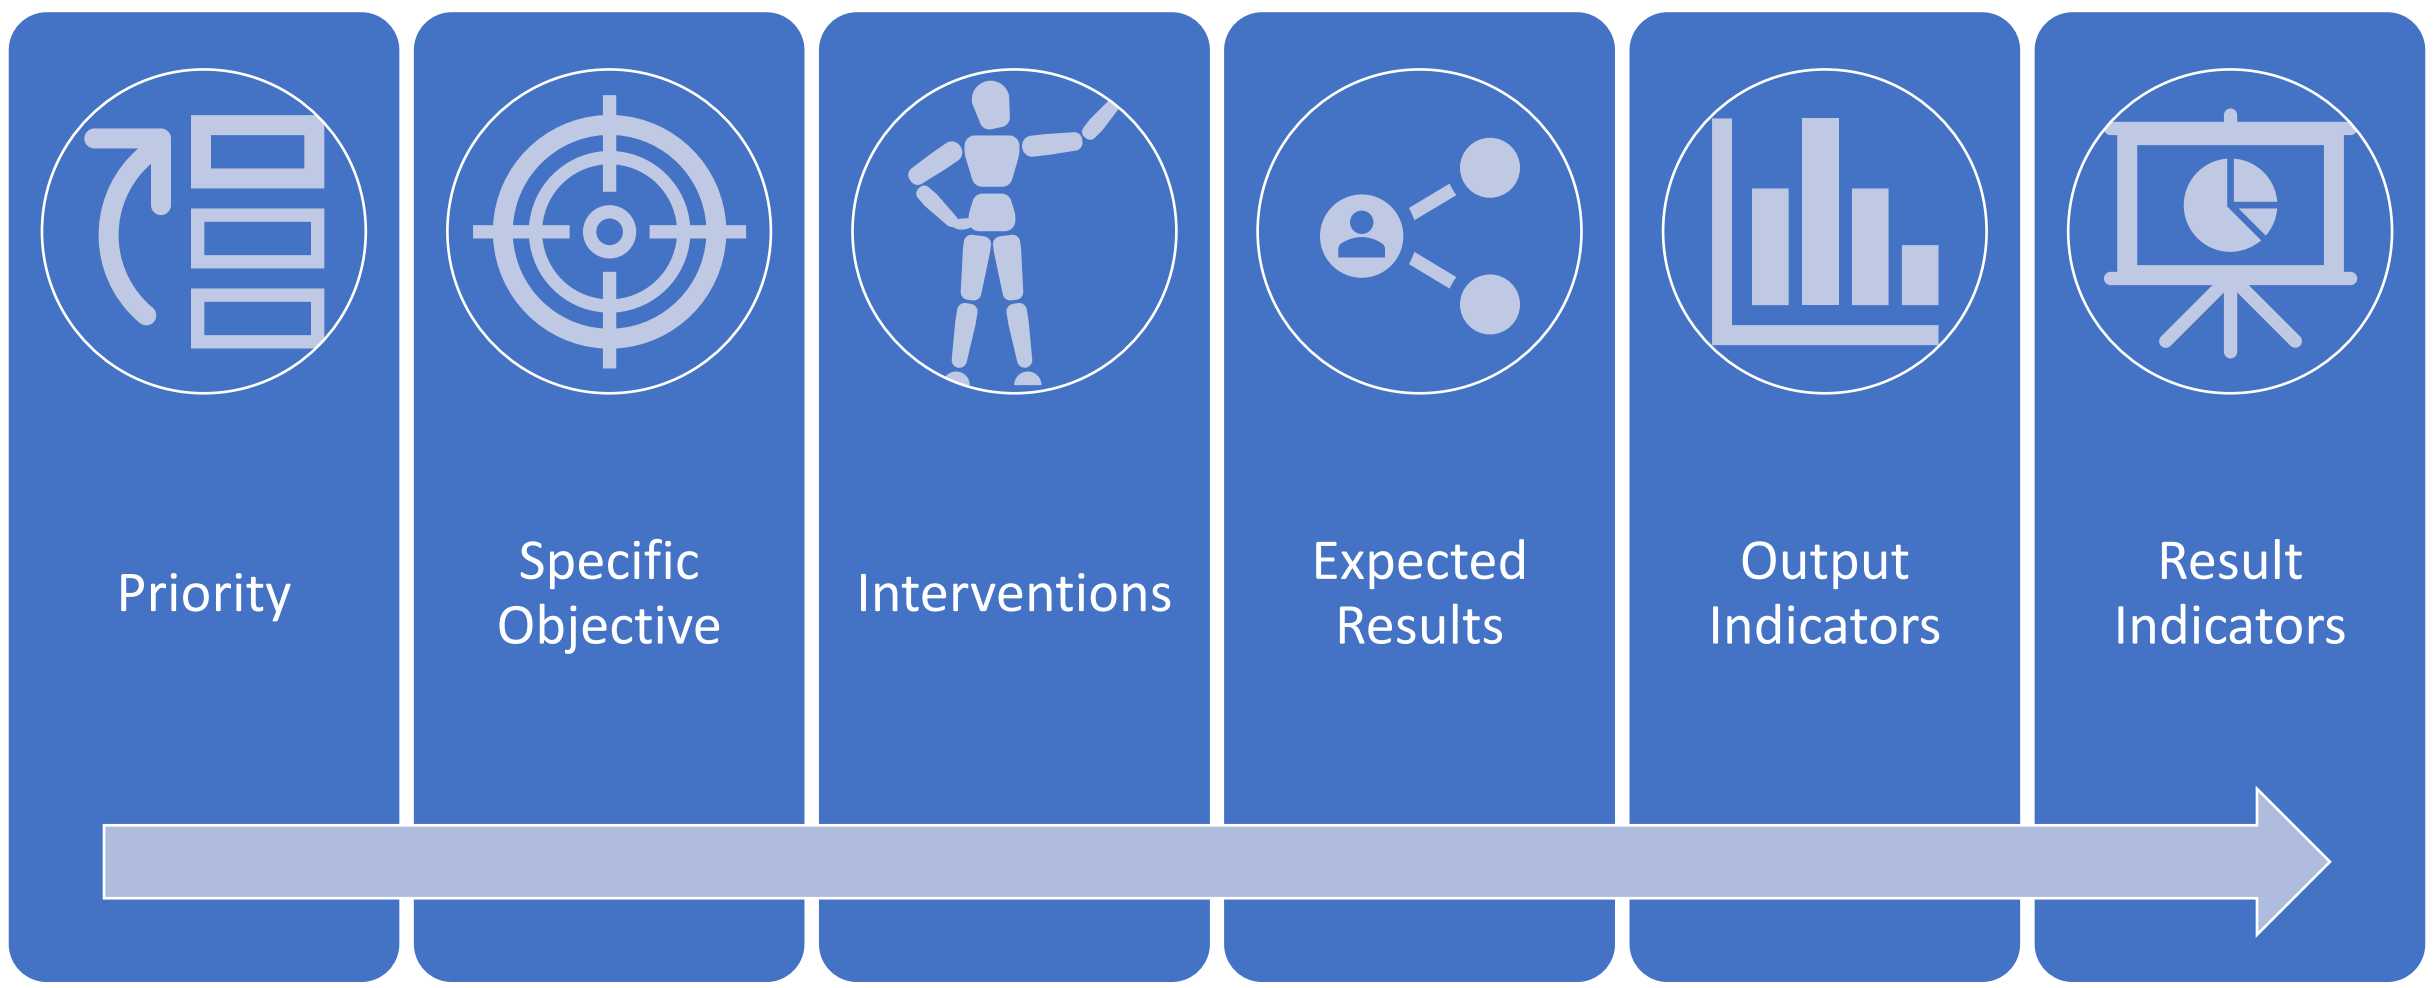 Priority
Specific
Objective
Interventions
Expected
Results
Output
Indicators
Result
Indicators